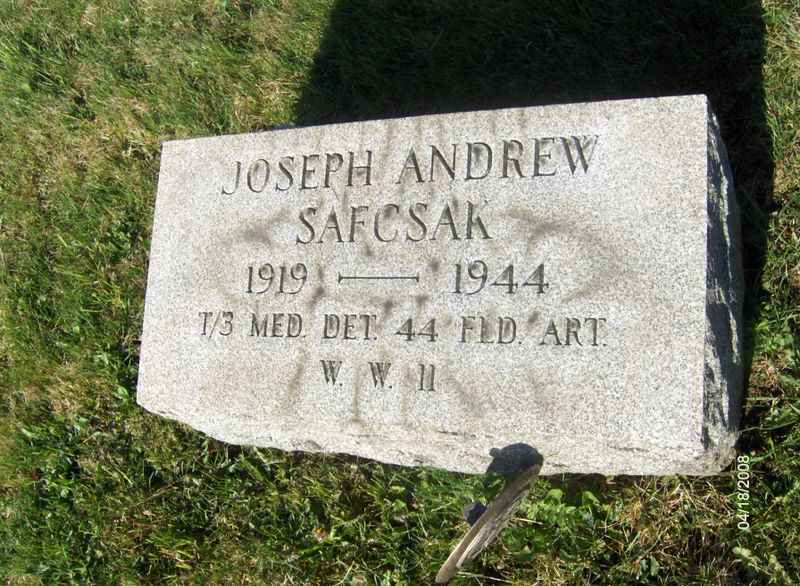 JOSEPH ANDREW
SAFCSAK
1919 — 1944
T/3 MED. DET. 44 FLD. ART.
W. W. II
04/18/2008